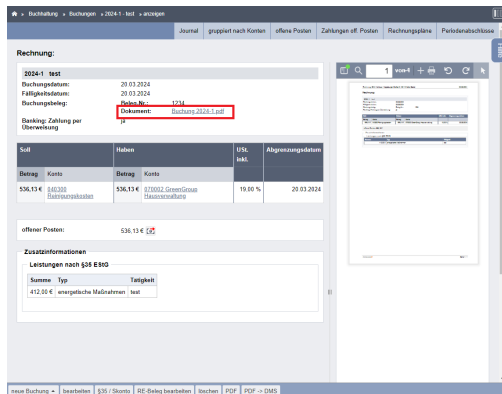 » Buchhaltung » Buchungen » 2024-1 - test » anzeigen
Journal gruppiert nach Konten offene Posten Zahlungen off. Posten Rechnungspläne Periodenabschlüsse
Hilfe
Rechnung:
2024-1 test
Buchungsdatum: 20.03.2024
Fälligkeitsdatum: 20.03.2024
Buchungsbeleg: Beleg.Nr.: 1234
Dokument: Buchung 2024-1.pdf
Banking: Zahlung per Überweisung ja
1 von 1
Soll Haben USt. inkl. Abgrenzungsdatum
Betrag Konto Betrag Konto
536,13 € 040300 Reinigungskosten 536,13 € 070002 GreenGroup Hausverwaltung 19,00 % 20.03.2024
offener Posten: 536,13 €
Zusatzinformationen
Leistungen nach §35 EStG
Summe Typ Tätigkeit
412,00 € energetische Maßnahmen test
neue Buchung bearbeiten §35 / Skonto RE-Beleg bearbeiten löschen PDF PDF -> DMS